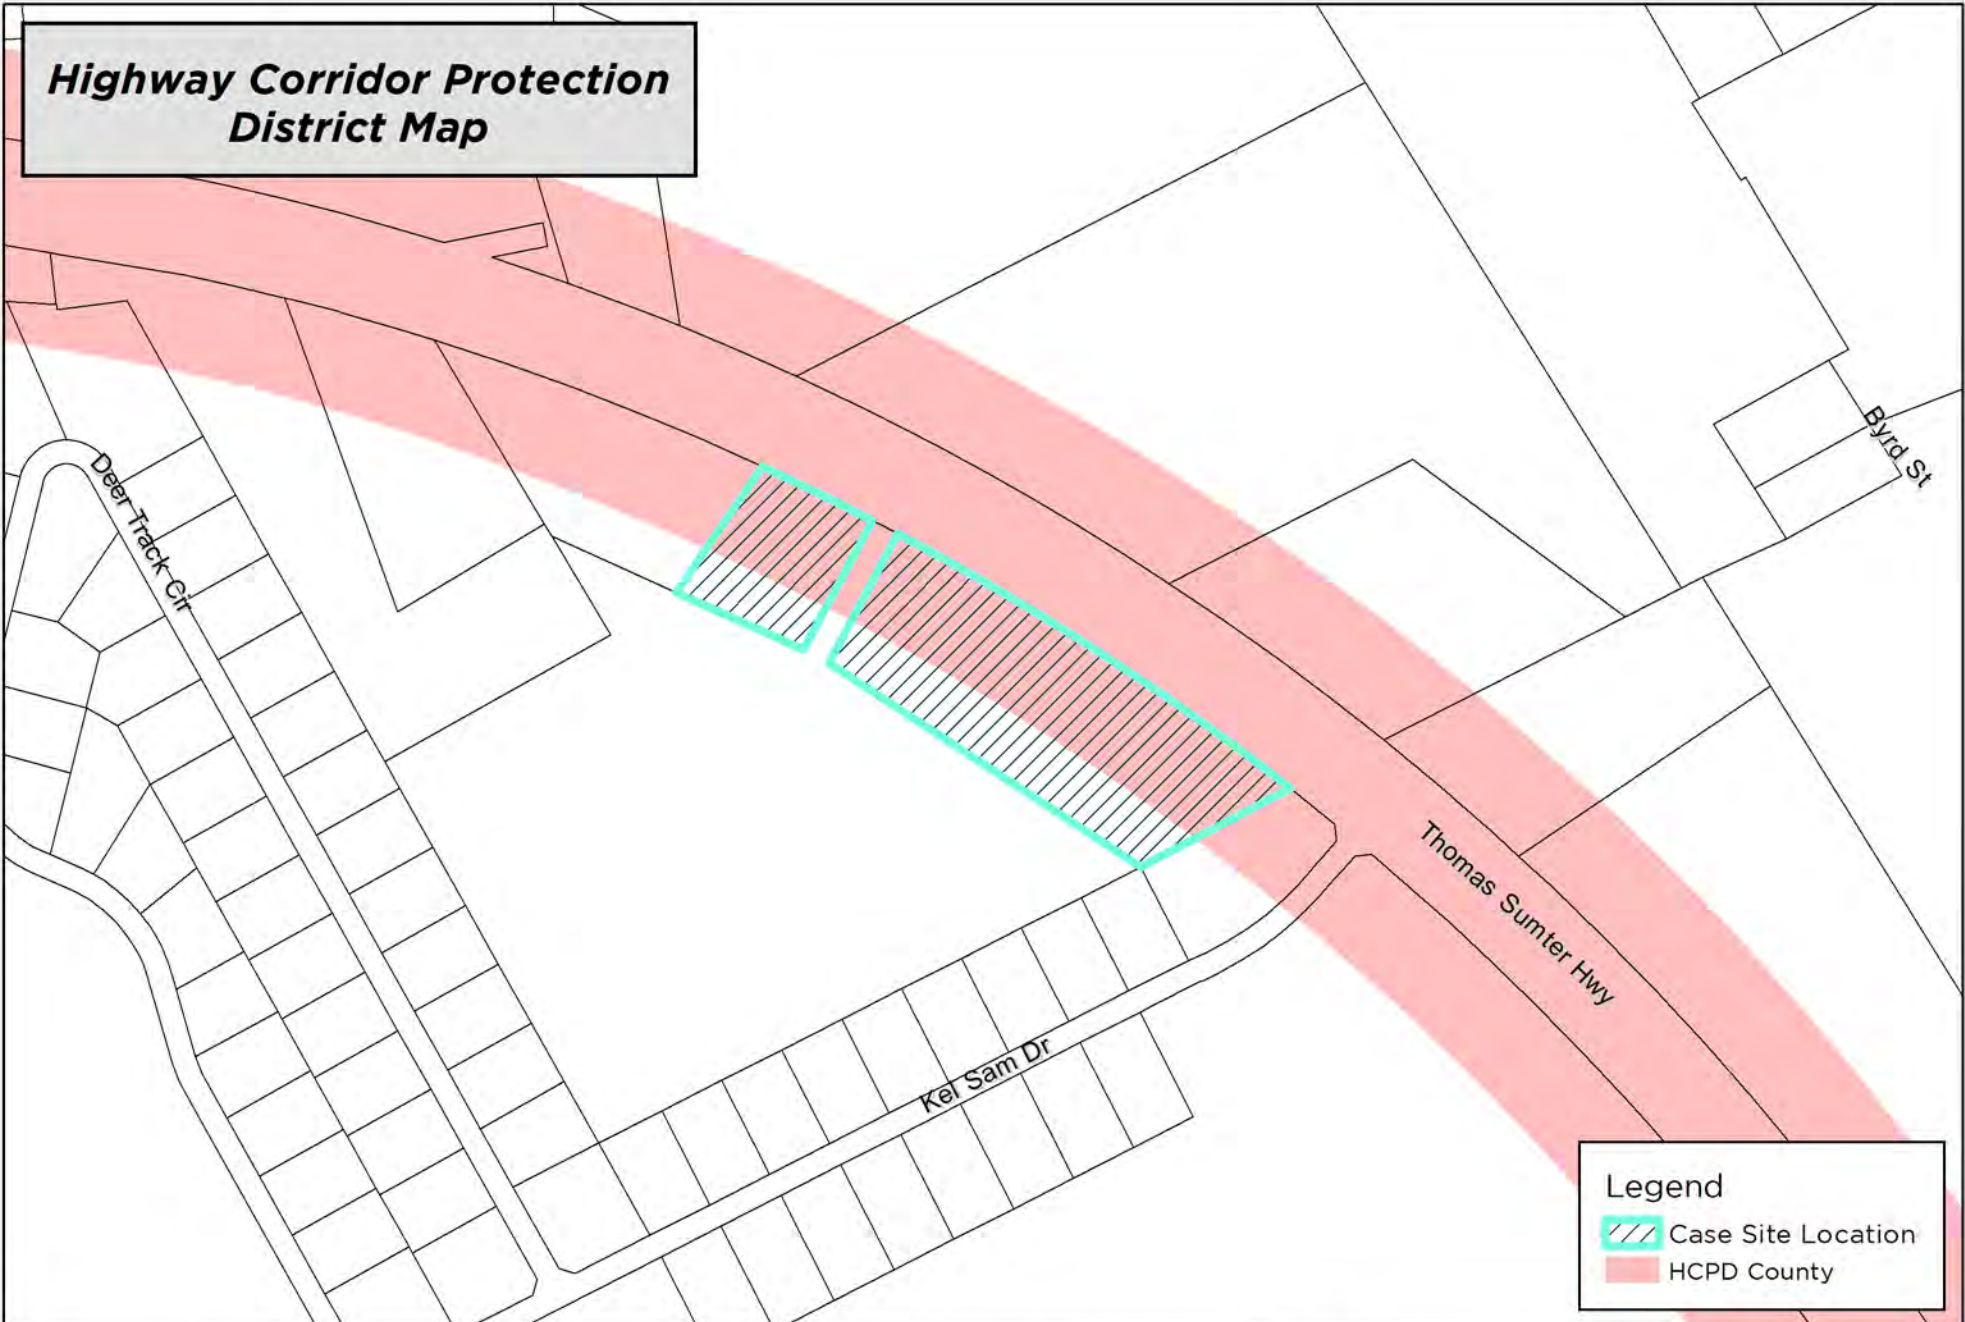 Highway Corridor Protection
District Map
Byrd St
Deer Track Cir
Thomas Sumter Hwy
Kel Sam Dr
Legend
Case Site Location
HCPD County